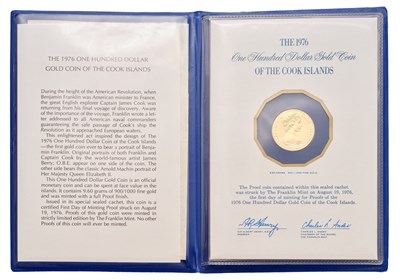 THE 1976 ONE HUNDRED DOLLAR
GOLD COIN OF THE COOK ISLANDS
During the height of the American Revolution, when
Benjamin Franklin was American minister to France,
the great English explorer Captain James Cook was
returning from his final voyage of discovery. Aware
of the importance of the voyage, Franklin wrote a let-
ter addressed to all American naval commanders
guaranteeing the safe passage of Cook's ship the
Resolution as it approached European waters.
This enlightened act inspired the design of The
1976 One Hundred Dollar Coin of the Cook Islands
the first coin ever to bear a portrait of Benjamin
Franklin. Original portraits of both Franklin and
Captain Cook by the world-famous artist James
Berry, O.B.E. appear on one side of the coin. The
other side bears the classic Arnold Machin portrait of
Her Majesty Queen Elizabeth II.
This One Hundred Dollar Gold Coin is an official
monetary coin and can be spent at face value in the
islands. It contains 9.60 grams of 900/1000 fine gold
and was minted with a full Proof finish.
Issued in its special sealed cachet, this coin is a
certified First Day of Minting Proof struck on August
19, 1976. Proofs of this gold coin were minted in
strictly limited edition by The Franklin Mint. No other
Proofs of this coin will ever be minted.
THE 1976
One Hundred Dollar Gold Coin
OF THE COOK ISLANDS
The Proof coin contained within this sealed cachet
was struck by The Franklin Mint on August 19, 1976,
the first day of minting for Proofs of the
1976 One Hundred Dollar Gold Coin of the Cook Islands.